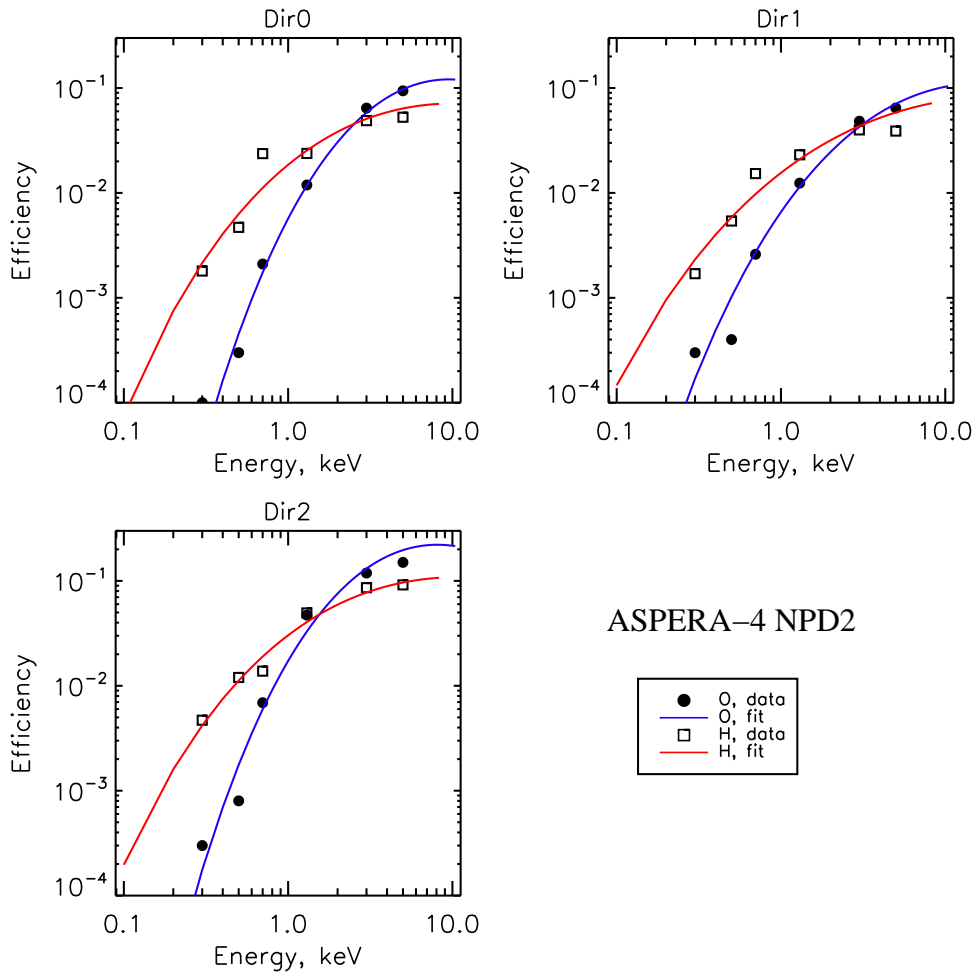 Dir0
10⁻¹
10⁻²
10⁻³
10⁻⁴
Efficiency
0.1 1.0 10.0
Energy, keV
Dir1
10⁻¹
10⁻²
10⁻³
10⁻⁴
Efficiency
0.1 1.0 10.0
Energy, keV
Dir2
10⁻¹
10⁻²
10⁻³
10⁻⁴
Efficiency
0.1 1.0 10.0
Energy, keV
ASPERA−4 NPD2
O, data
O, fit
H, data
H, fit